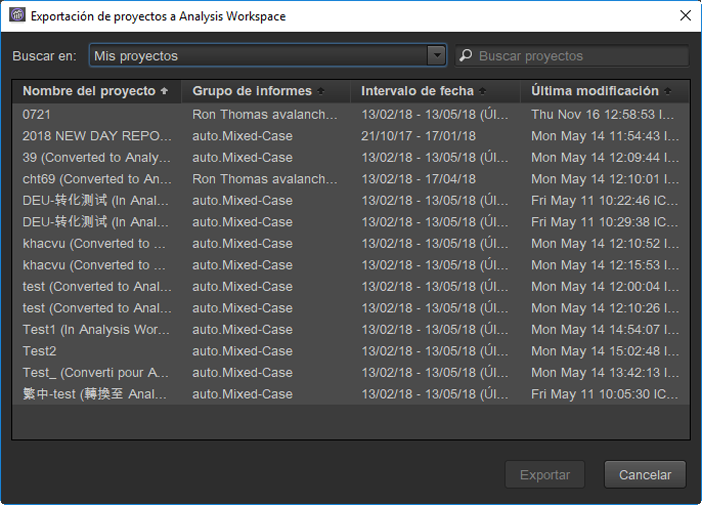 Exportación de proyectos a Analysis Workspace
Buscar en: Mis proyectos Buscar proyectos
Nombre del proyecto Grupo de informes Intervalo de fecha Última modificación
0721 Ron Thomas avalanch... 13/02/18 - 13/05/18 (Úl... Thu Nov 16 12:58:53 I...
2018 NEW DAY REPO... auto.Mixed-Case 21/10/17 - 17/01/18 Mon May 14 11:54:43 I...
39 (Converted to Analy... auto.Mixed-Case 13/02/18 - 13/05/18 (Úl... Mon May 14 12:09:44 I...
cht69 (Converted to An... Ron Thomas avalanch... 13/02/18 - 17/04/18 Mon May 14 12:10:01 I...
DEU-转化测试 (In Anal... auto.Mixed-Case 13/02/18 - 13/05/18 (Úl... Fri May 11 10:22:46 IC...
DEU-转化测试 (In Anal... auto.Mixed-Case 13/02/18 - 13/05/18 (Úl... Fri May 11 10:29:38 IC...
khacvu (Converted to ... auto.Mixed-Case 13/02/18 - 13/05/18 (Úl... Mon May 14 12:10:52 I...
khacvu (Converted to ... auto.Mixed-Case 13/02/18 - 13/05/18 (Úl... Mon May 14 12:15:53 I...
test (Converted to Anal... auto.Mixed-Case 13/02/18 - 13/05/18 (Úl... Mon May 14 12:00:04 I...
test (Converted to Anal... auto.Mixed-Case 13/02/18 - 13/05/18 (Úl... Mon May 14 12:10:26 I...
Test1 (In Analysis Wor... auto.Mixed-Case 13/02/18 - 13/05/18 (Úl... Mon May 14 14:54:07 I...
Test2 auto.Mixed-Case 13/02/18 - 13/05/18 (Úl... Mon May 14 15:02:48 I...
Test_ (Converti pour A... auto.Mixed-Case 13/02/18 - 13/05/18 (Úl... Mon May 14 13:42:13 I...
繁中-test (轉換至 Anal... auto.Mixed-Case 13/02/18 - 13/05/18 (Úl... Fri May 11 10:05:30 IC...
Exportar Cancelar